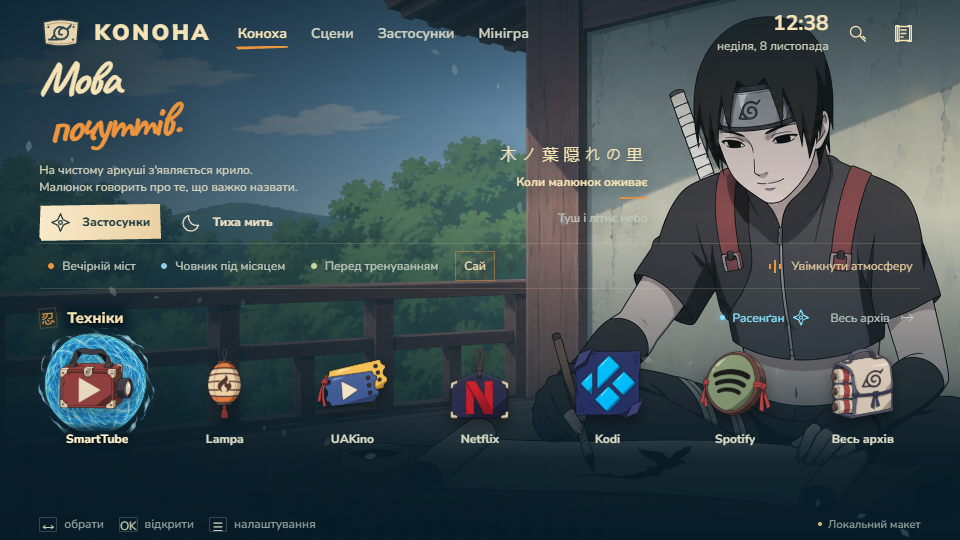 KONOHA
Коноха
Сцени
Застосунки
Мінігра
12:38
неділя, 8 листопада
Мова
почуттів.
木ノ葉隠れの里
На чистому аркуші з'являється крило.
Малюнок говорить про те, що важко назвати.
Коли малюнок оживає
Туш і літнє небо
Застосунки
Тиха мить
Вечірній міст
Човник під місяцем
Перед тренуванням
Сай
Увімкнути атмосферу
忍 Техніки
Расенґан
Весь архів
N
SmartTube
Lampa
UAKino
Netflix
Kodi
Spotify
Весь архів
обрати
OK відкрити
налаштування
Локальний макет